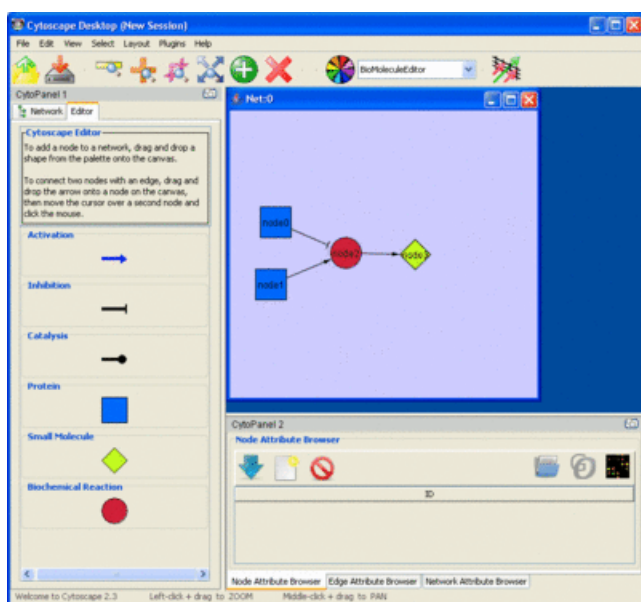 Cytoscape Desktop (New Session)
File Edit View Select Layout Plugins Help
BioMoleculeEditor
CytoPanel 1
Network Editor
Cytoscape Editor
To add a node to a network, drag and drop a
shape from the palette onto the canvas.
To connect two nodes with an edge, drag and
drop the arrow onto a node on the canvas,
then move the cursor over a second node and
click the mouse.
Activation
Inhibition
Catalysis
Protein
Small Molecule
Biochemical Reaction
Net:0
node0
node2
node3
node1
CytoPanel 2
Node Attribute Browser
ID
Node Attribute Browser Edge Attribute Browser Network Attribute Browser
Welcome to Cytoscape 2.3 Left-click + drag to ZOOM Middle-click + drag to PAN